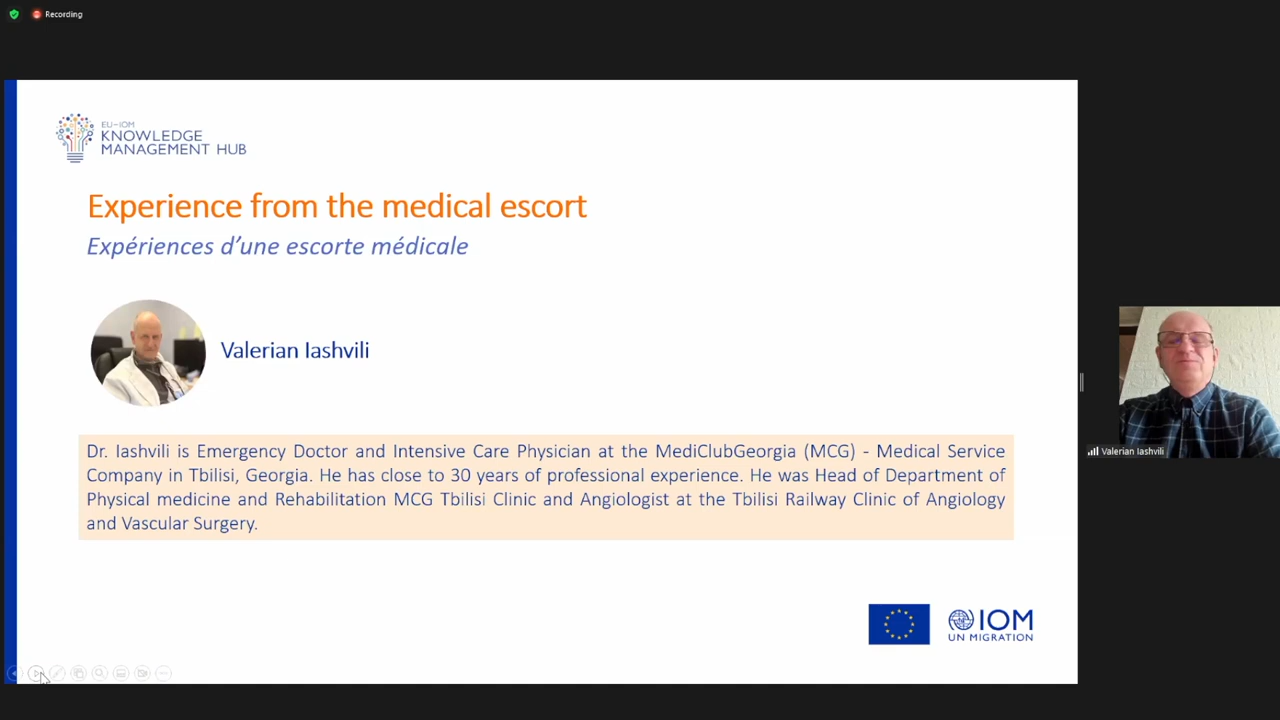 Recording
EU–IOM
KNOWLEDGE
MANAGEMENT HUB
Experience from the medical escort
Expériences d’une escorte médicale
Valerian Iashvili
Dr. Iashvili is Emergency Doctor and Intensive Care Physician at the MediClubGeorgia (MCG) - Medical Service
Company in Tbilisi, Georgia. He has close to 30 years of professional experience. He was Head of Department of
Physical medicine and Rehabilitation MCG Tbilisi Clinic and Angiologist at the Tbilisi Railway Clinic of Angiology
and Vascular Surgery.
IOM
UN MIGRATION
Valerian Iashvili